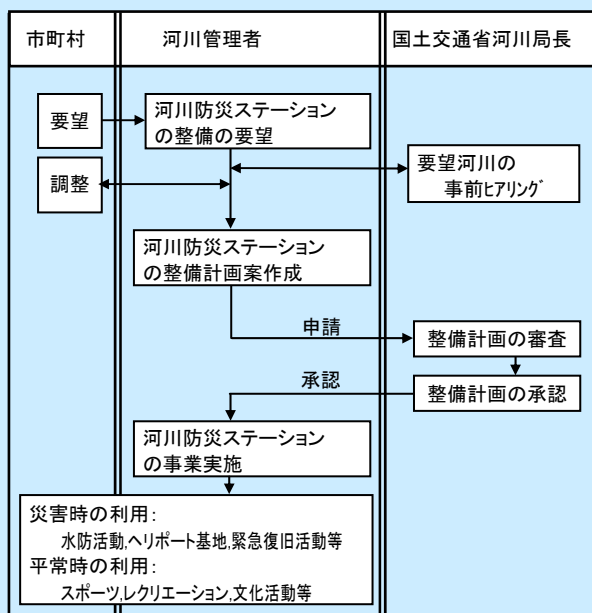 市町村
河川管理者
国土交通省河川局長
要望
河川防災ステーション
の整備の要望
調整
要望河川の
事前ﾋｱﾘﾝｸﾞ
河川防災ステーション
の整備計画案作成
申請
整備計画の審査
承認
整備計画の承認
河川防災ステーション
の事業実施
災害時の利用:
水防活動,ヘリポート基地,緊急復旧活動等
平常時の利用:
スポーツ,レクリエーション,文化活動等